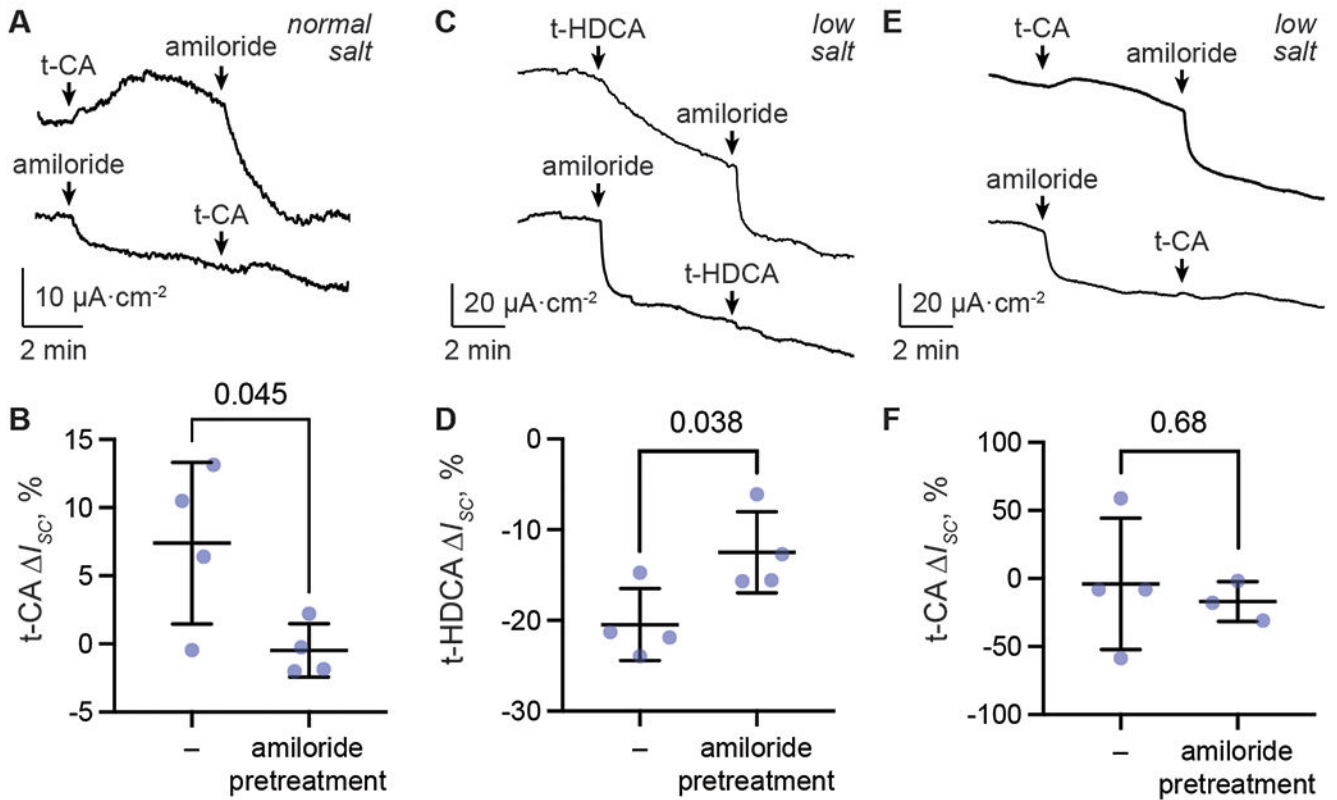 A
normal
salt
t-CA
amiloride
amiloride
t-CA
10 µA·cm-2
2 min
C
low
salt
t-HDCA
amiloride
amiloride
t-HDCA
20 µA·cm-2
2 min
E
low
salt
t-CA
amiloride
amiloride
t-CA
20 µA·cm-2
2 min
B
0.045
t-CA ΔISC, %
15
10
5
0
-5
–
amiloride
pretreatment
D
0.038
t-HDCA ΔISC, %
0
-10
-20
-30
–
amiloride
pretreatment
F
0.68
t-CA ΔISC, %
100
50
0
-50
-100
–
amiloride
pretreatment